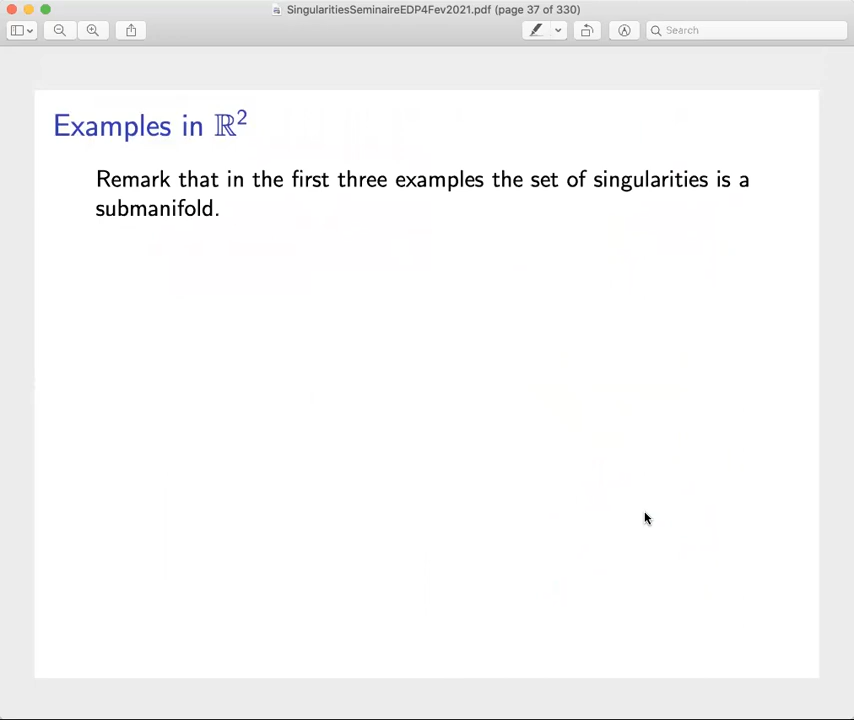 SingularitiesSeminaireEDP4Fev2021.pdf (page 37 of 330)
Search
Examples in ℝ²
Remark that in the first three examples the set of singularities is a
submanifold.